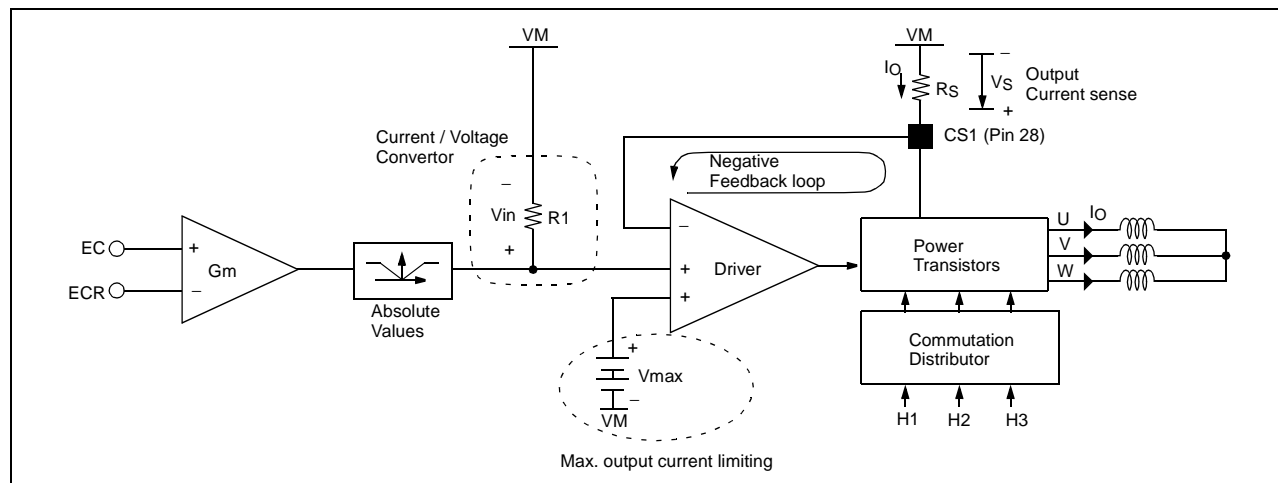 VM
VM
IO
RS
−
VS
+
Output
Current sense
CS1 (Pin 28)
Current / Voltage
Convertor
Negative
Feedback loop
−
Vin
R1
+
EC
+
Gm
ECR
−
Absolute
Values
−
+
Driver
+
Power
Transistors
U
IO
V
W
+
Vmax
−
VM
Commutation
Distributor
H1
H2
H3
Max. output current limiting